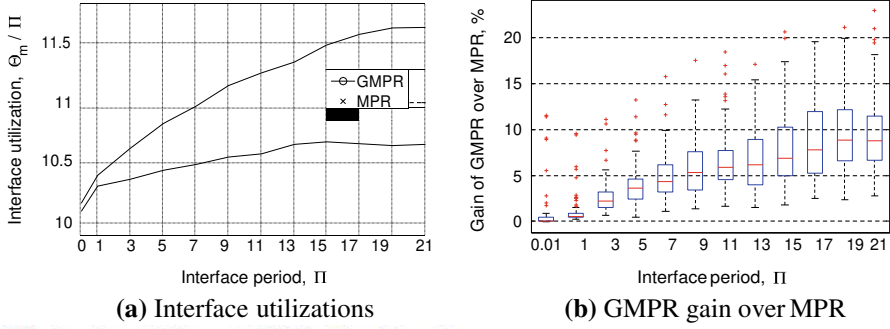 Interface utilization, Θm / Π
11.5
11
10.5
10
GMPR
MPR
0 1 3 5 7 9 11 13 15 17 19 21
Interface period, Π
(a) Interface utilizations
Gain of GMPR over MPR, %
20
15
10
5
0
0.01 1 3 5 7 9 11 13 15 17 19 21
Interface period, Π
(b) GMPR gain over MPR